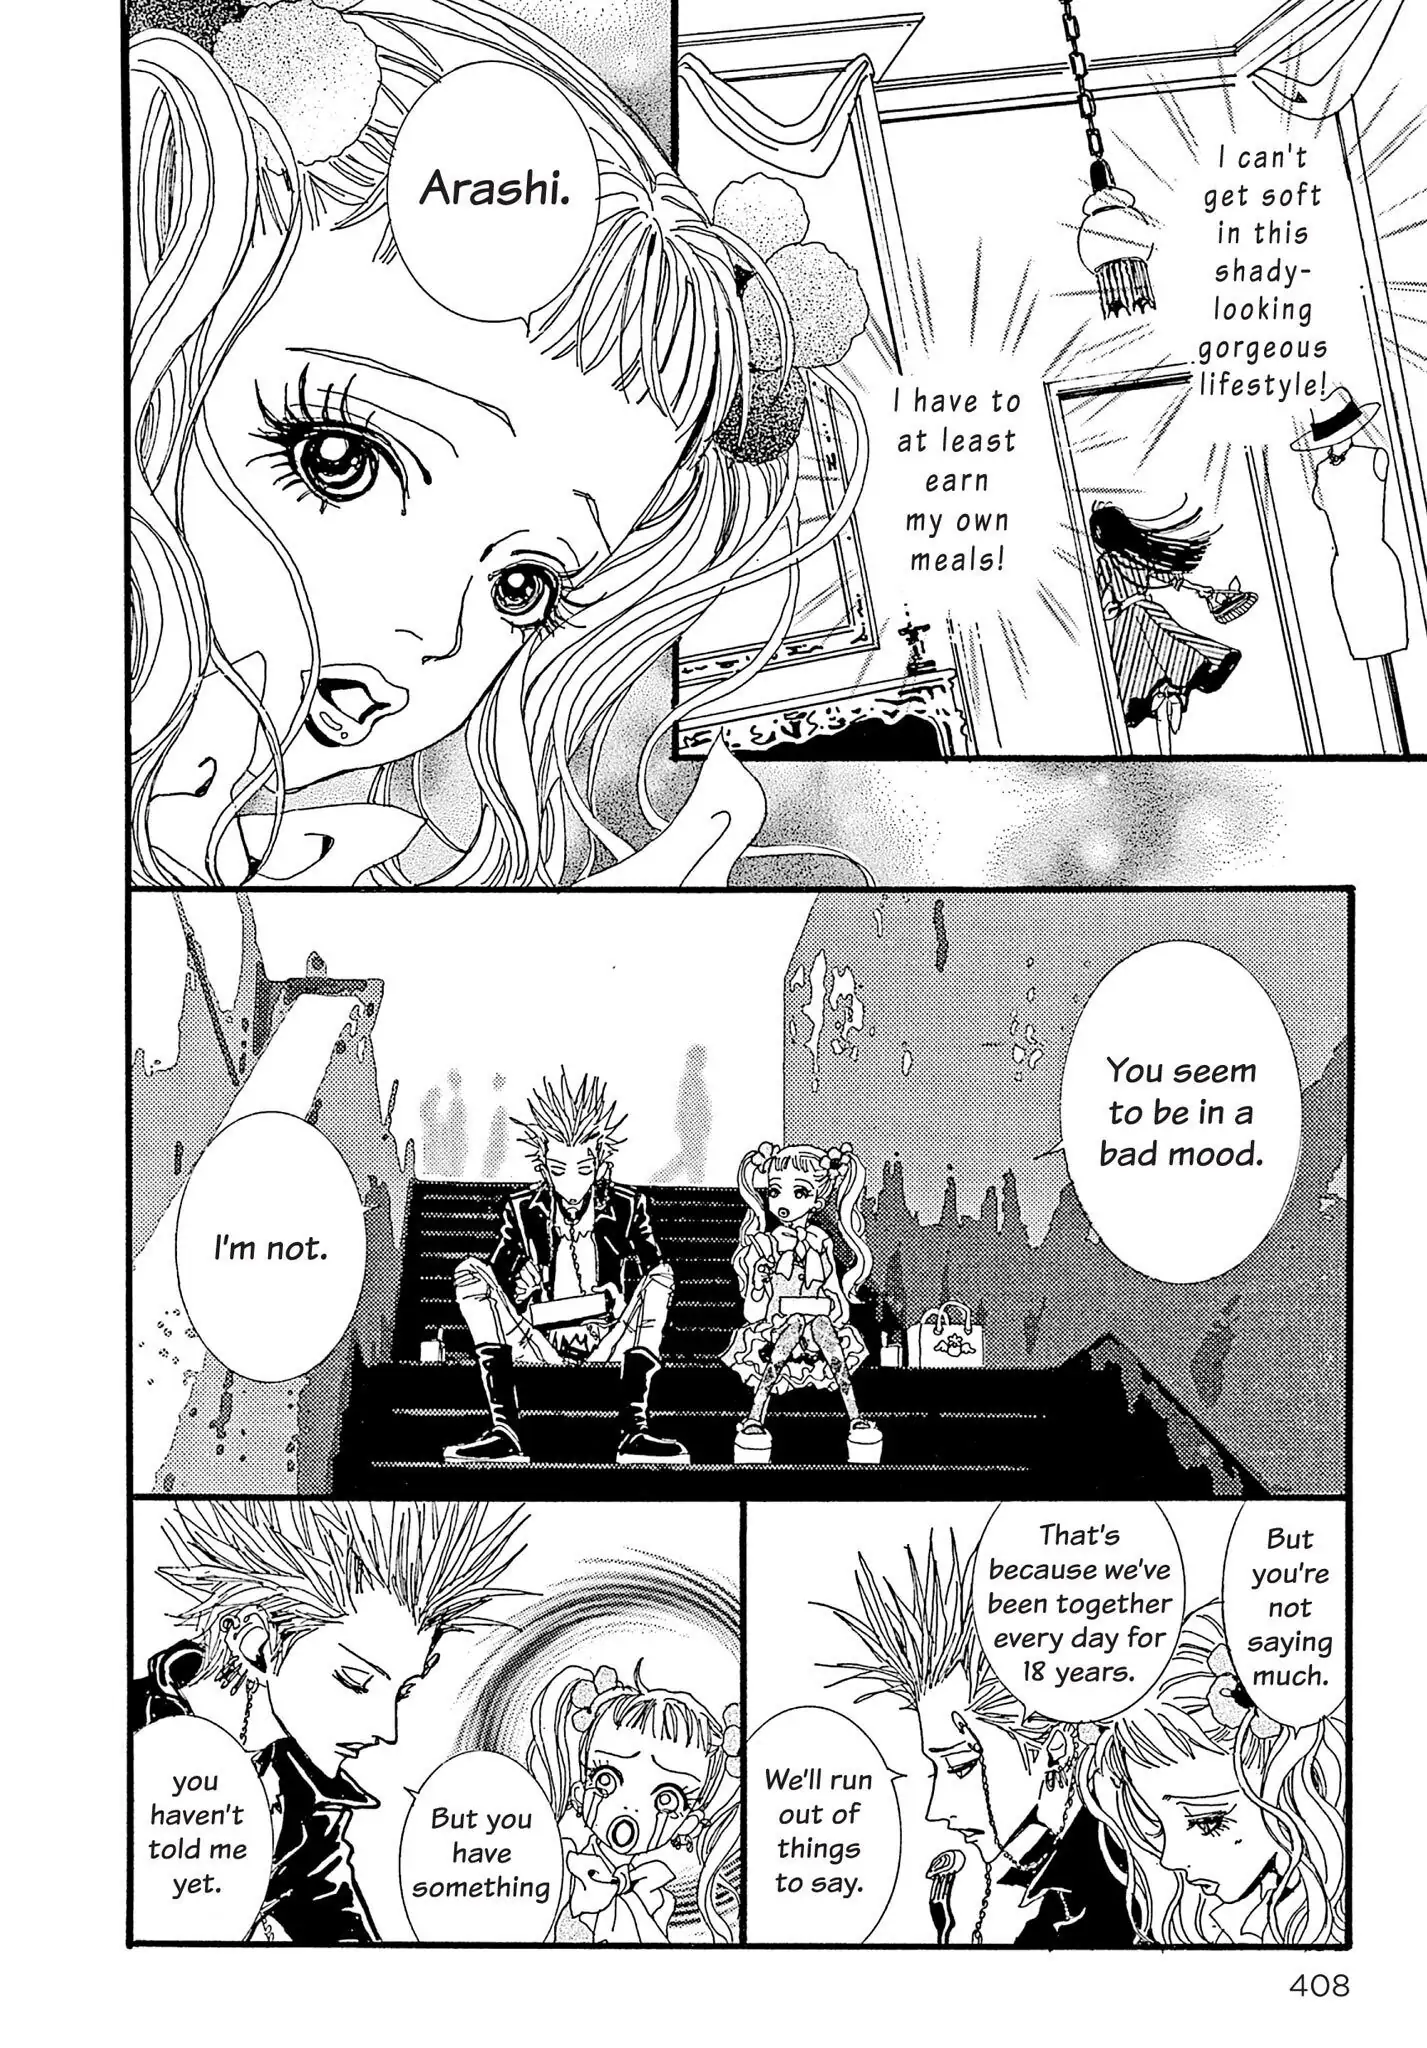 I can't
get soft
in this
shady-
looking
gorgeous
lifestyle!
I have to
at least
earn
my own
meals!
Arashi.
You seem
to be in a
bad mood.
I'm not.
But
you're
not
saying
much.
That's
because we've
been together
every day for
18 years.
We'll run
out of
things
to say.
But you
have
something
you
haven't
told me
yet.
408